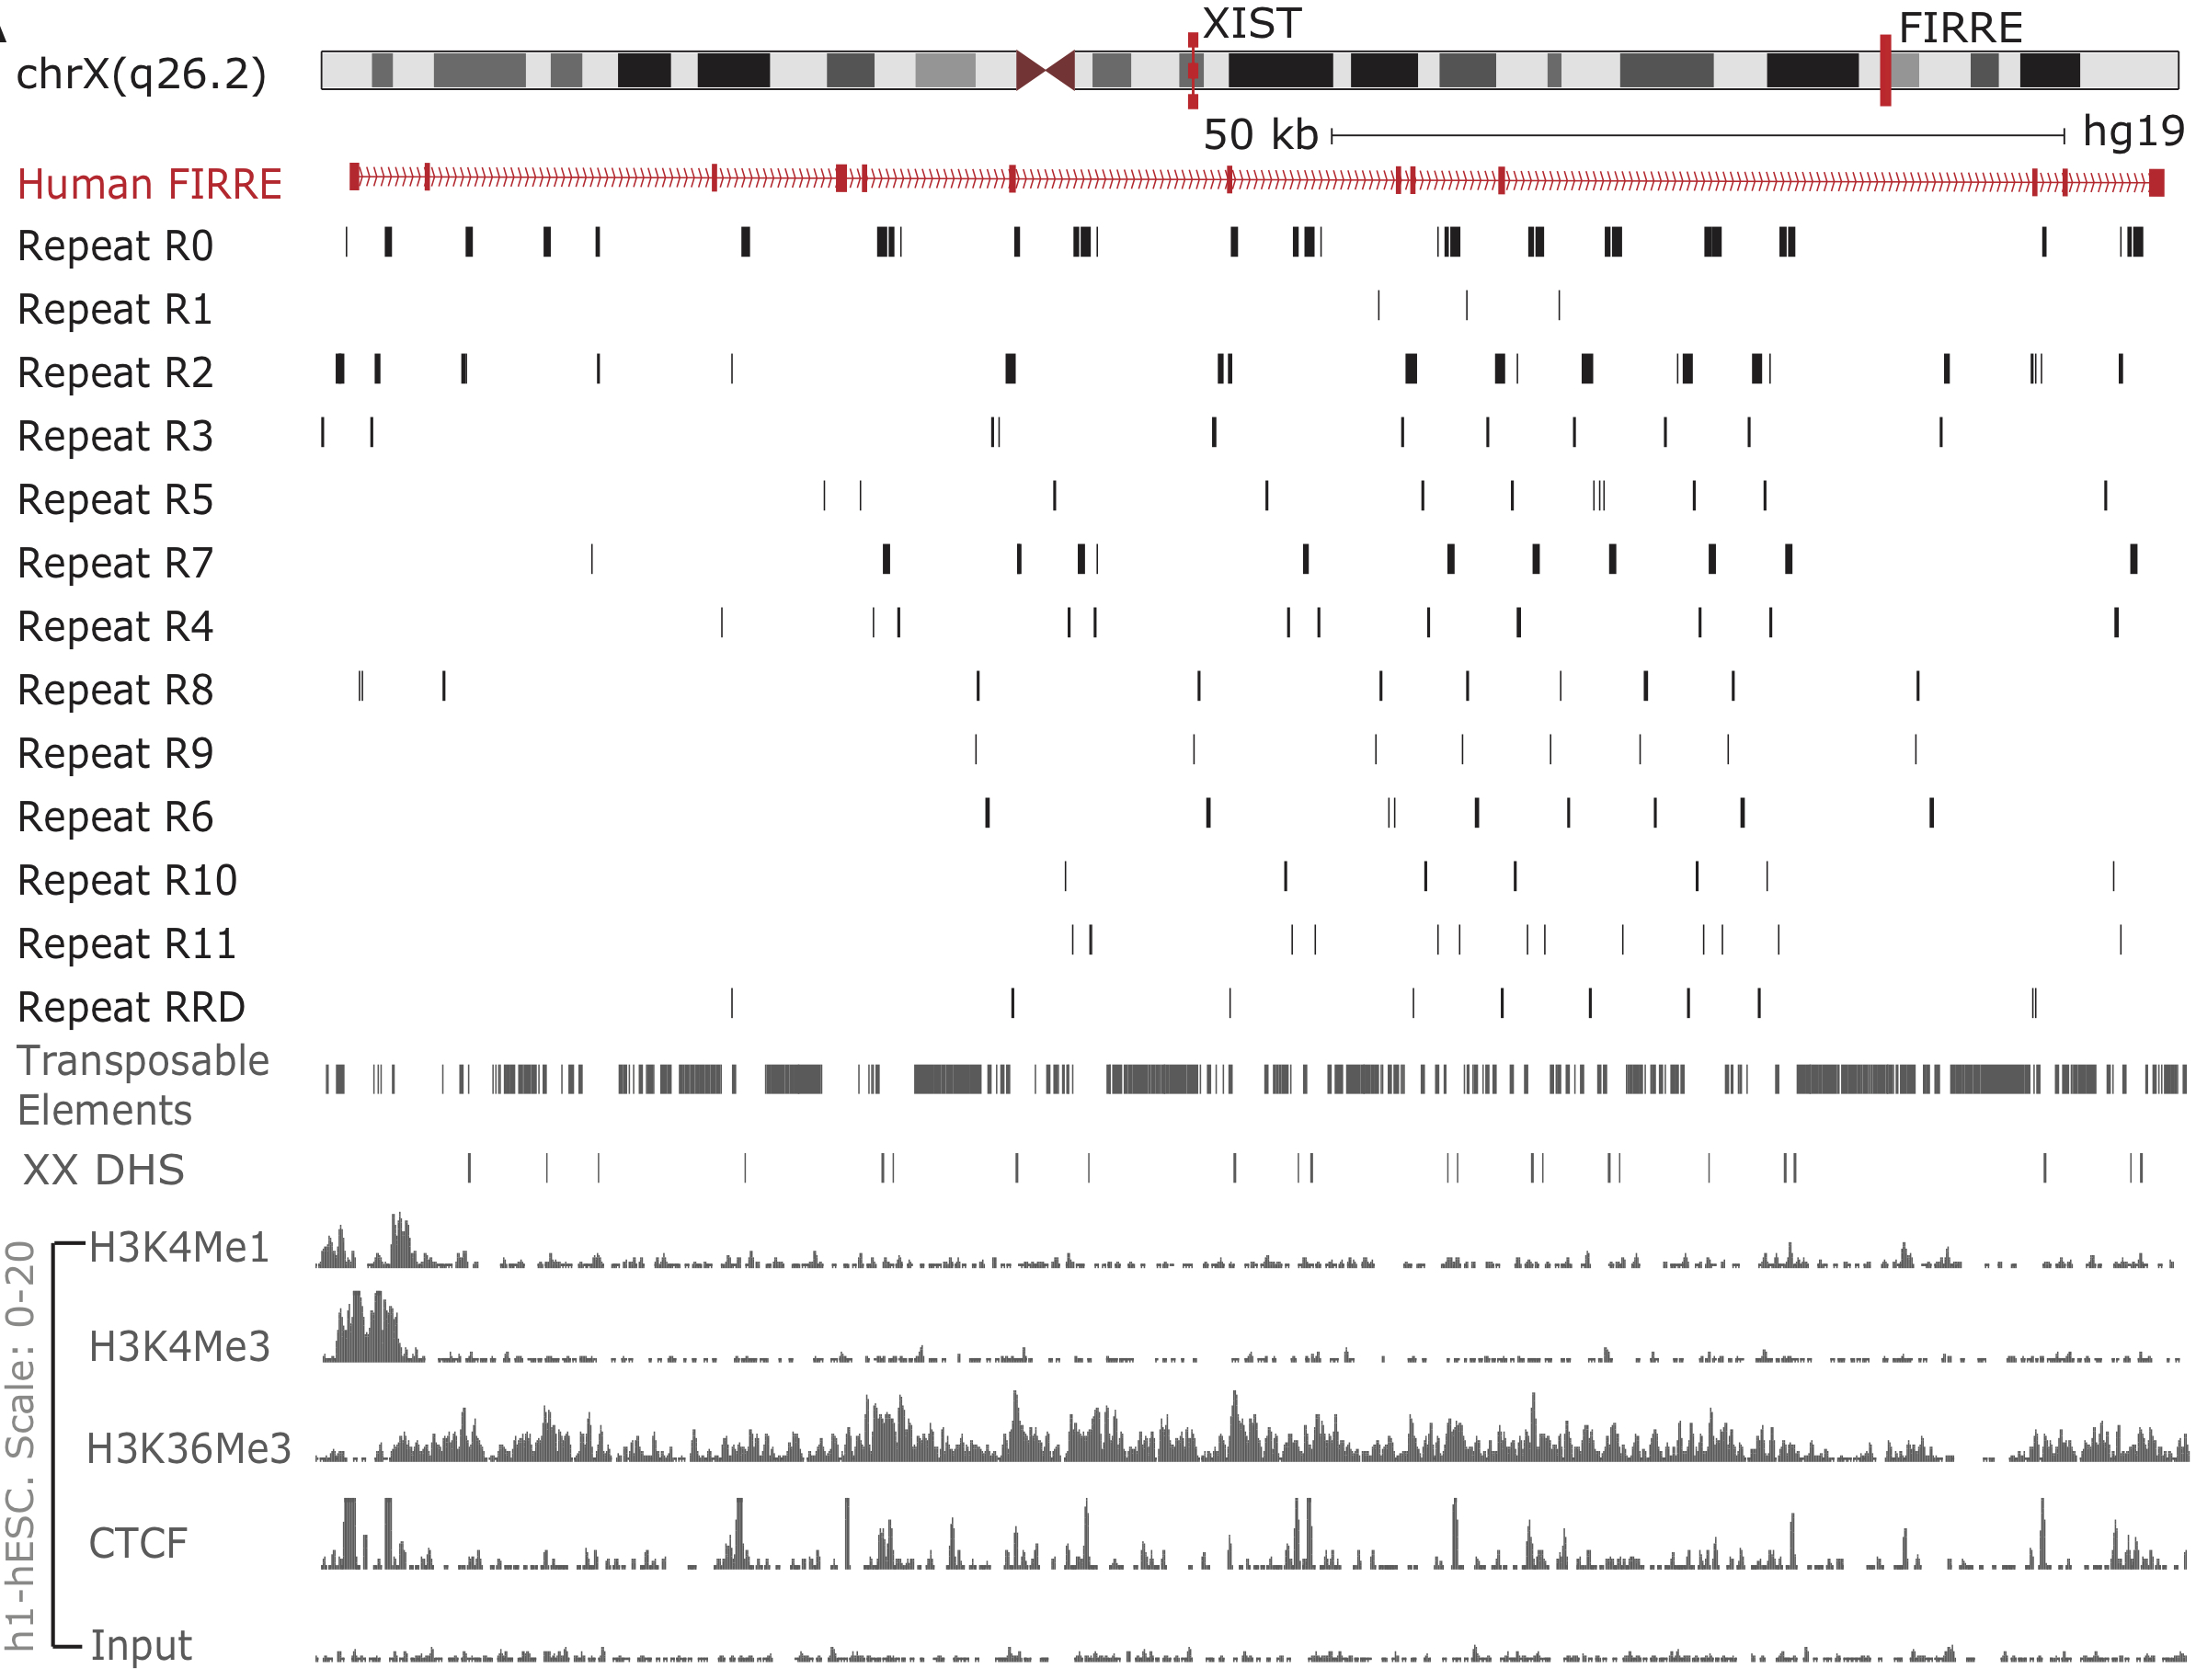 XIST
FIRRE
chrX(q26.2)
50 kb
hg19
Human FIRRE
Repeat R0
Repeat R1
Repeat R2
Repeat R3
Repeat R5
Repeat R7
Repeat R4
Repeat R8
Repeat R9
Repeat R6
Repeat R10
Repeat R11
Repeat RRD
Transposable
Elements
XX DHS
h1-hESC. Scale: 0-20
H3K4Me1
H3K4Me3
H3K36Me3
CTCF
Input